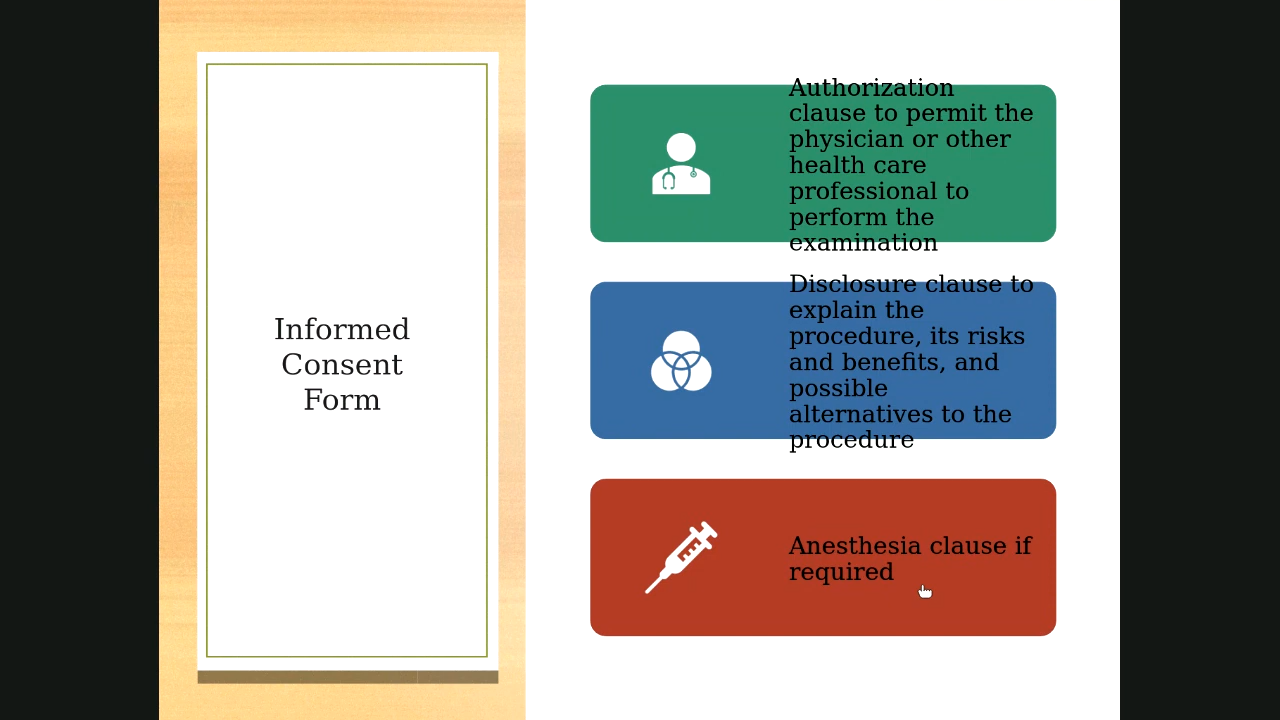 Informed
Consent
Form
Authorization
clause to permit the
physician or other
health care
professional to
perform the
examination
Disclosure clause to
explain the
procedure, its risks
and benefits, and
possible
alternatives to the
procedure
Anesthesia clause if
required